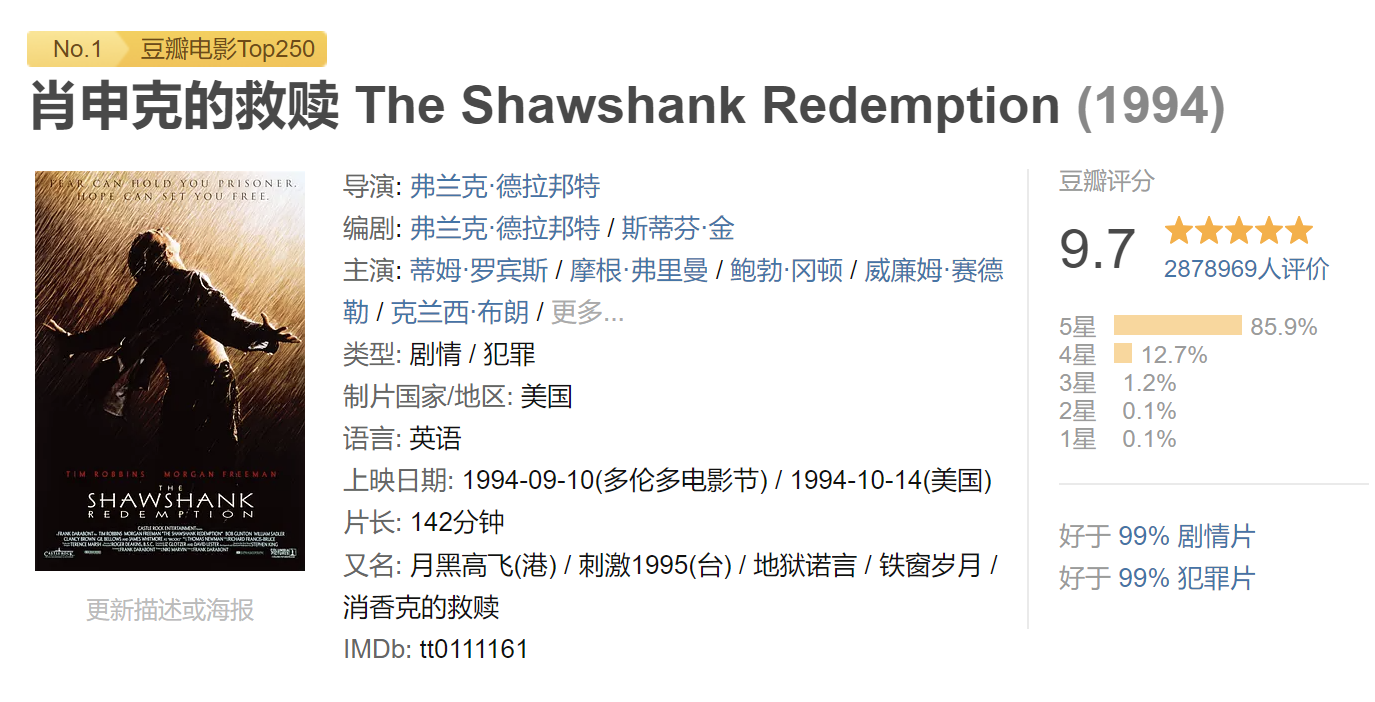 No.1 豆瓣电影Top250
肖申克的救赎 The Shawshank Redemption (1994)
FEAR CAN HOLD YOU PRISONER.
HOPE CAN SET YOU FREE.
TIM ROBBINS MORGAN FREEMAN
THE
SHAWSHANK
REDEMPTION
更新描述或海报
导演: 弗兰克·德拉邦特
编剧: 弗兰克·德拉邦特 / 斯蒂芬·金
主演: 蒂姆·罗宾斯 / 摩根·弗里曼 / 鲍勃·冈顿 / 威廉姆·赛德
勒 / 克兰西·布朗 / 更多...
类型: 剧情 / 犯罪
制片国家/地区: 美国
语言: 英语
上映日期: 1994-09-10(多伦多电影节) / 1994-10-14(美国)
片长: 142分钟
又名: 月黑高飞(港) / 刺激1995(台) / 地狱诺言 / 铁窗岁月 /
消香克的救赎
IMDb: tt0111161
豆瓣评分
9.7
2878969人评价
5星 85.9%
4星 12.7%
3星 1.2%
2星 0.1%
1星 0.1%
好于 99% 剧情片
好于 99% 犯罪片